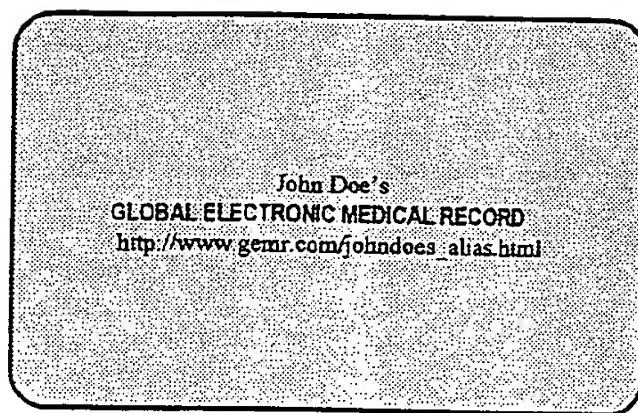 John Doe's
GLOBAL ELECTRONIC MEDICAL RECORD
http://www.gemr.com/johndoes_alias.html